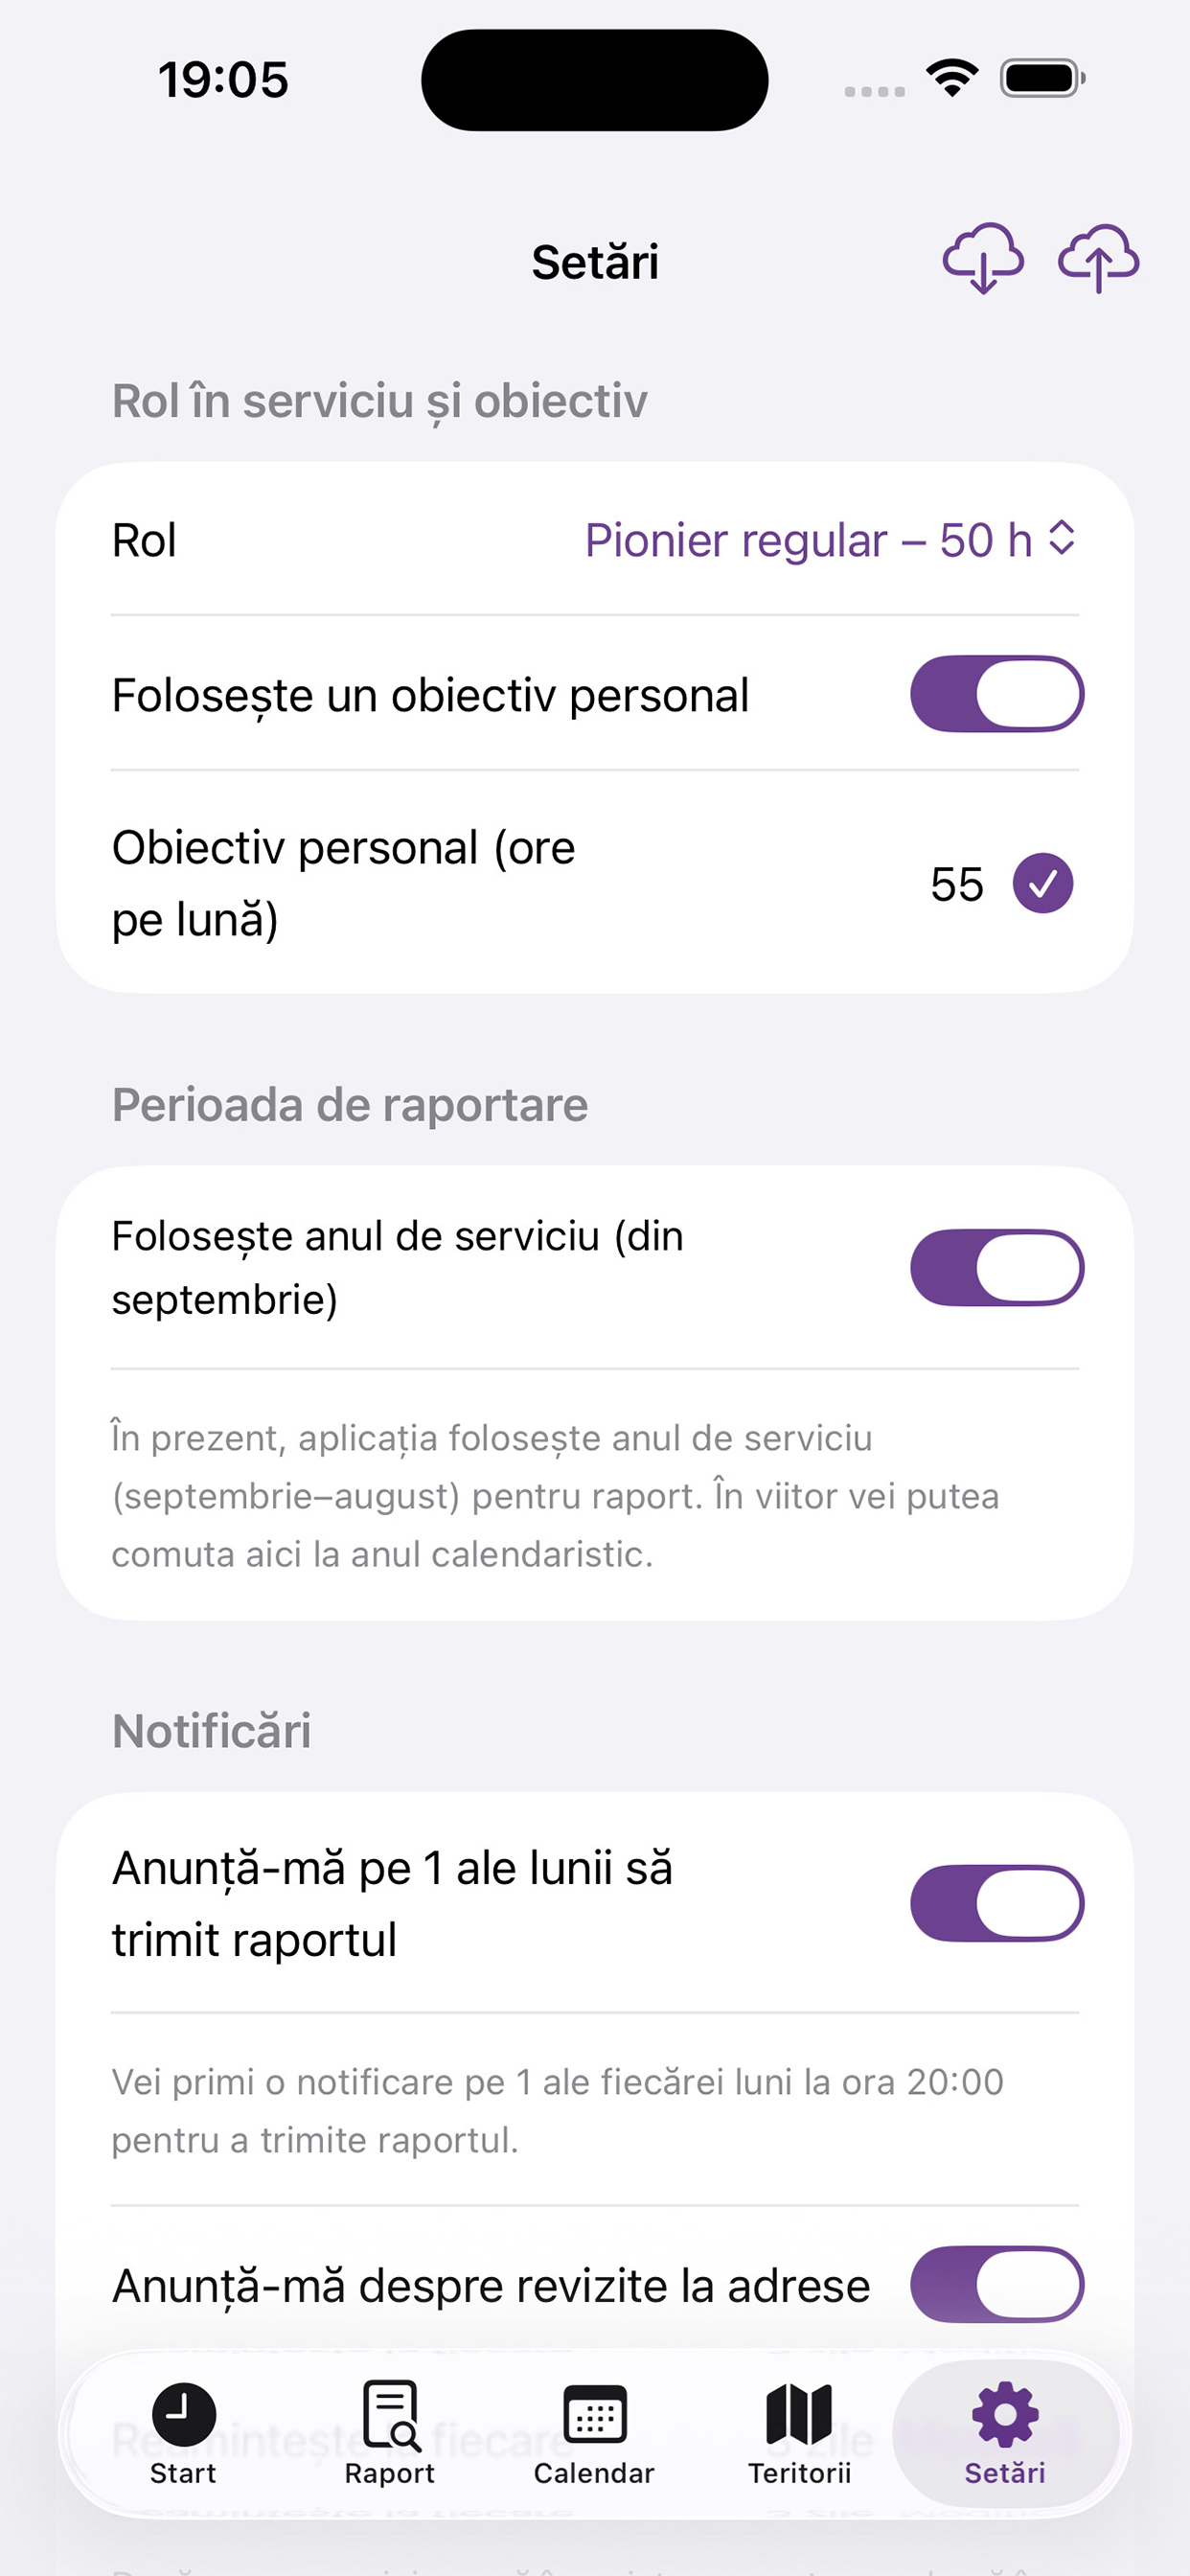 19:05
Setări
Rol în serviciu și obiectiv
Rol
Pionier regular – 50 h
Folosește un obiectiv personal
Obiectiv personal (ore
pe lună)
55
Perioada de raportare
Folosește anul de serviciu (din
septembrie)
În prezent, aplicația folosește anul de serviciu
(septembrie–august) pentru raport. În viitor vei putea
comuta aici la anul calendaristic.
Notificări
Anunță-mă pe 1 ale lunii să
trimit raportul
Vei primi o notificare pe 1 ale fiecărei luni la ora 20:00
pentru a trimite raportul.
Anunță-mă despre revizite la adrese
Start
Raport
Calendar
Teritorii
Setări